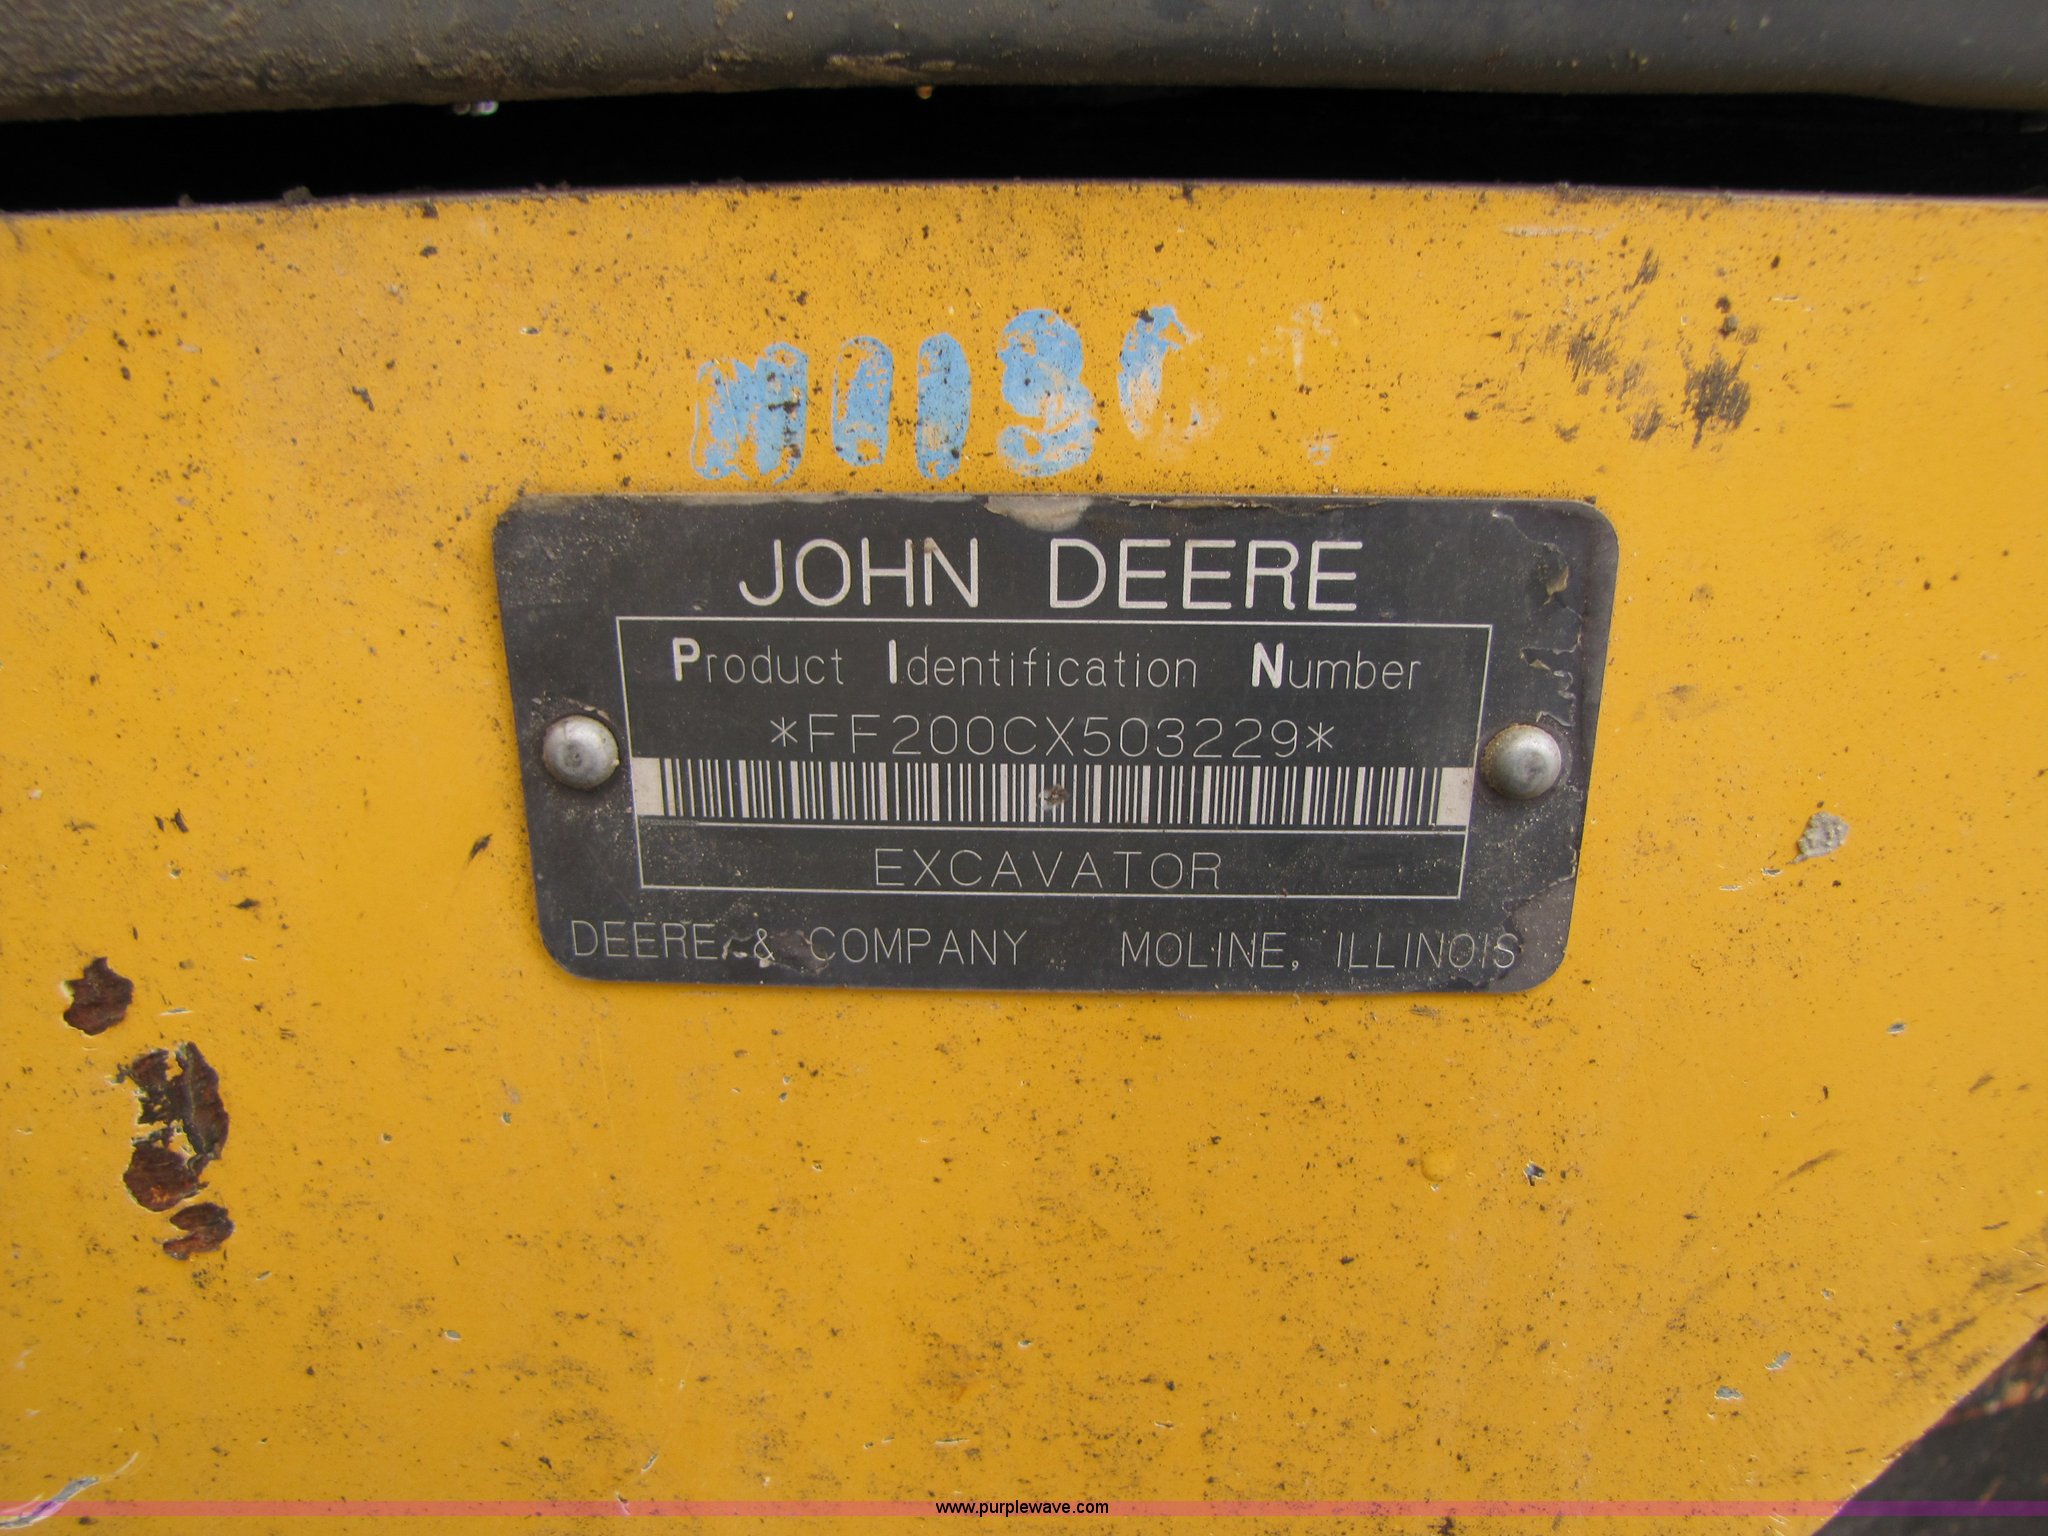 JOHN DEERE
Product Identification Number
*FF200CX503229*
EXCAVATOR
DEERE & COMPANY MOLINE, ILLINOIS
www.purplewave.com